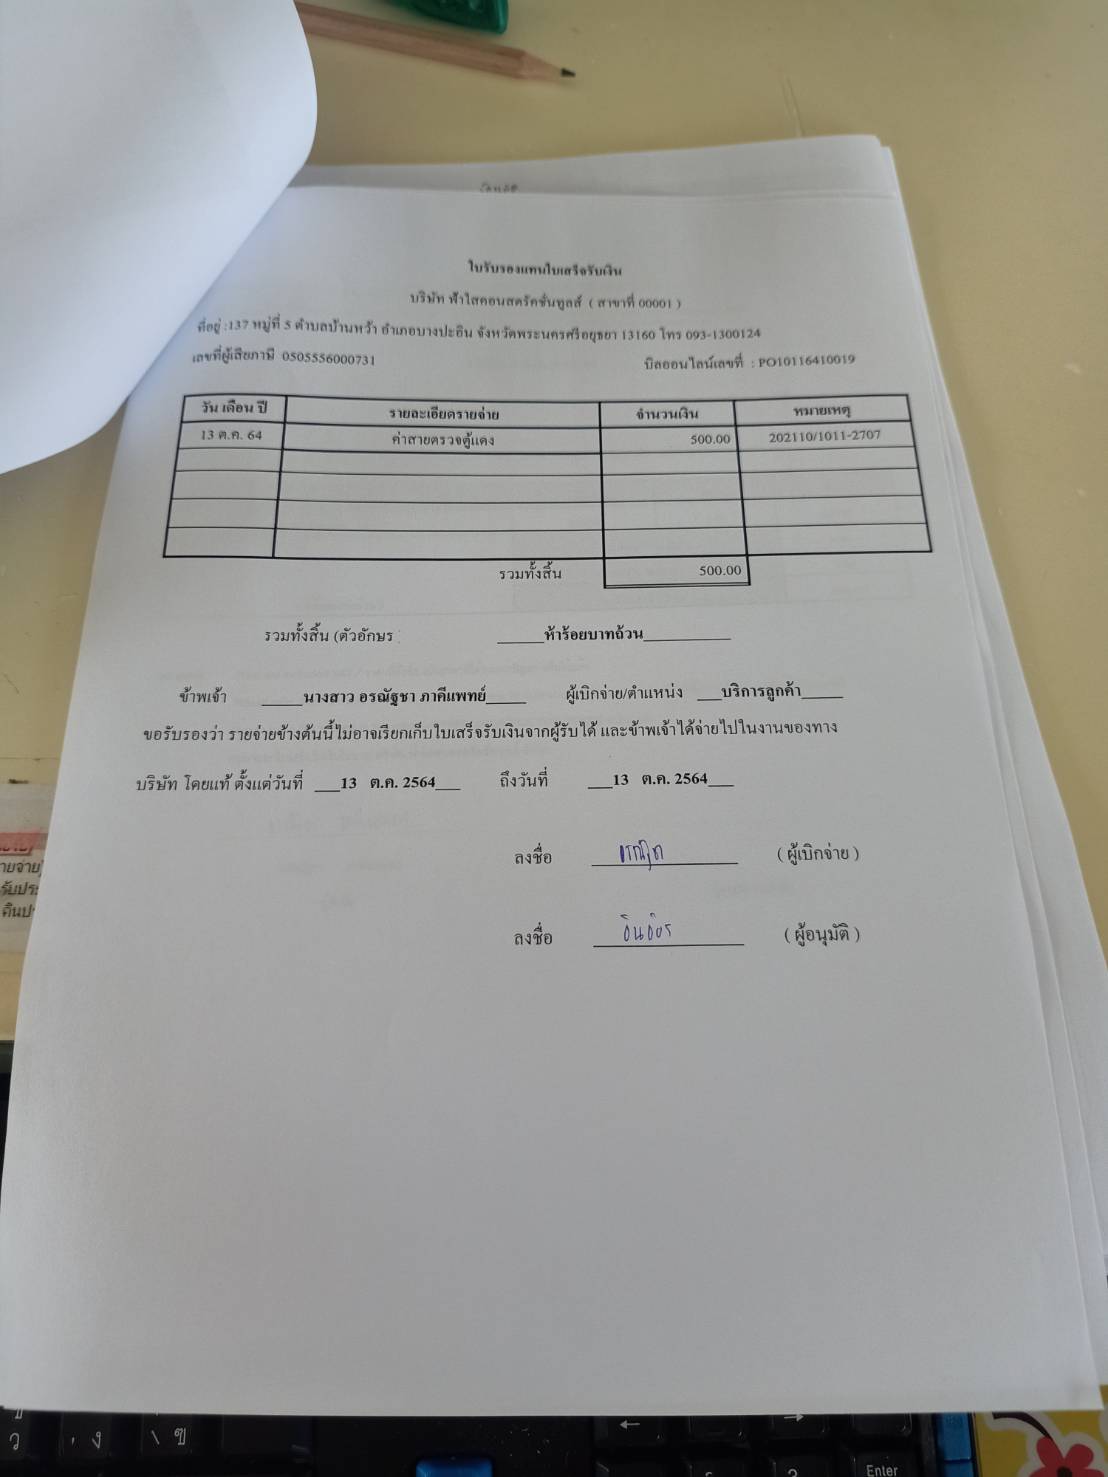 ใบรับรองแทนใบเสร็จรับเงิน
บริษัท ฟ้าใสคอนสตรัคชั่นทูลส์ ( สาขาที่ 00001 )
ที่อยู่ :137 หมู่ที่ 5 ตำบลบ้านหว้า อำเภอบางปะอิน จังหวัดพระนครศรีอยุธยา 13160 โทร 093-1300124
เลขที่ผู้เสียภาษี 0505556000731 บิลออนไลน์เลขที่ : PO10116410019
วัน เดือน ปี รายละเอียดรายจ่าย จำนวนเงิน หมายเหตุ
13 ต.ค. 64 ค่าสายตรวจตู้แดง 500.00 202110/1011-2707
รวมทั้งสิ้น 500.00
รวมทั้งสิ้น (ตัวอักษร : ห้าร้อยบาทถ้วน
ข้าพเจ้า นางสาว อรณัฐชา ภาคีแพทย์ ผู้เบิกจ่าย/ตำแหน่ง บริการลูกค้า
ขอรับรองว่า รายจ่ายข้างต้นนี้ไม่อาจเรียกเก็บใบเสร็จรับเงินจากผู้รับได้ และข้าพเจ้าได้จ่ายไปในงานของทาง
บริษัท โดยแท้ ตั้งแต่วันที่ 13 ต.ค. 2564 ถึงวันที่ 13 ต.ค. 2564
ลงชื่อ ( ผู้เบิกจ่าย )
ลงชื่อ ( ผู้อนุมัติ )
Enter